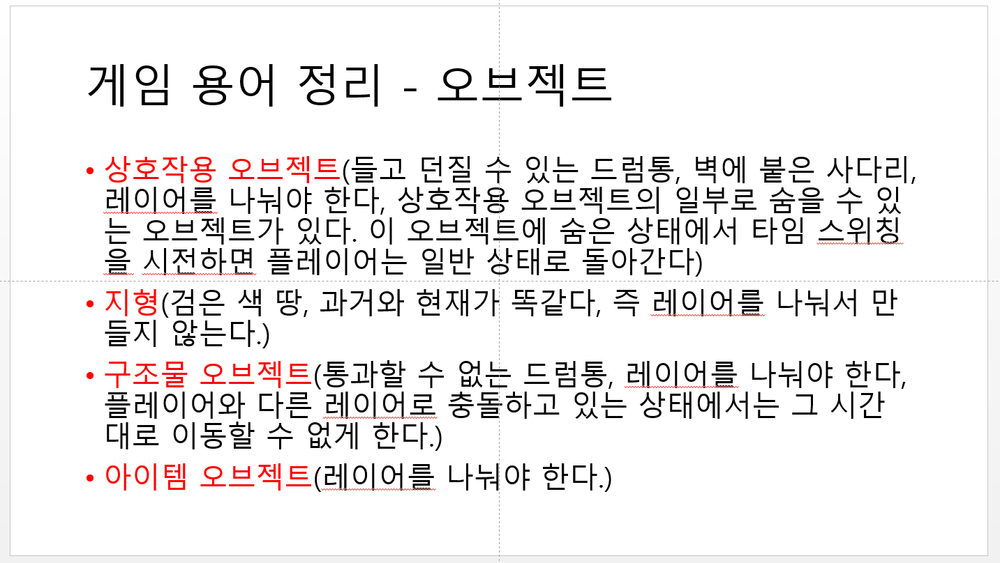 게임 용어 정리 - 오브젝트
• 상호작용 오브젝트(들고 던질 수 있는 드럼통, 벽에 붙은 사다리,
레이어를 나눠야 한다, 상호작용 오브젝트의 일부로 숨을 수 있
는 오브젝트가 있다. 이 오브젝트에 숨은 상태에서 타임 스위칭
을 시전하면 플레이어는 일반 상태로 돌아간다)
• 지형(검은 색 땅, 과거와 현재가 똑같다, 즉 레이어를 나눠서 만
들지 않는다.)
• 구조물 오브젝트(통과할 수 없는 드럼통, 레이어를 나눠야 한다,
플레이어와 다른 레이어로 충돌하고 있는 상태에서는 그 시간
대로 이동할 수 없게 한다.)
• 아이템 오브젝트(레이어를 나눠야 한다.)